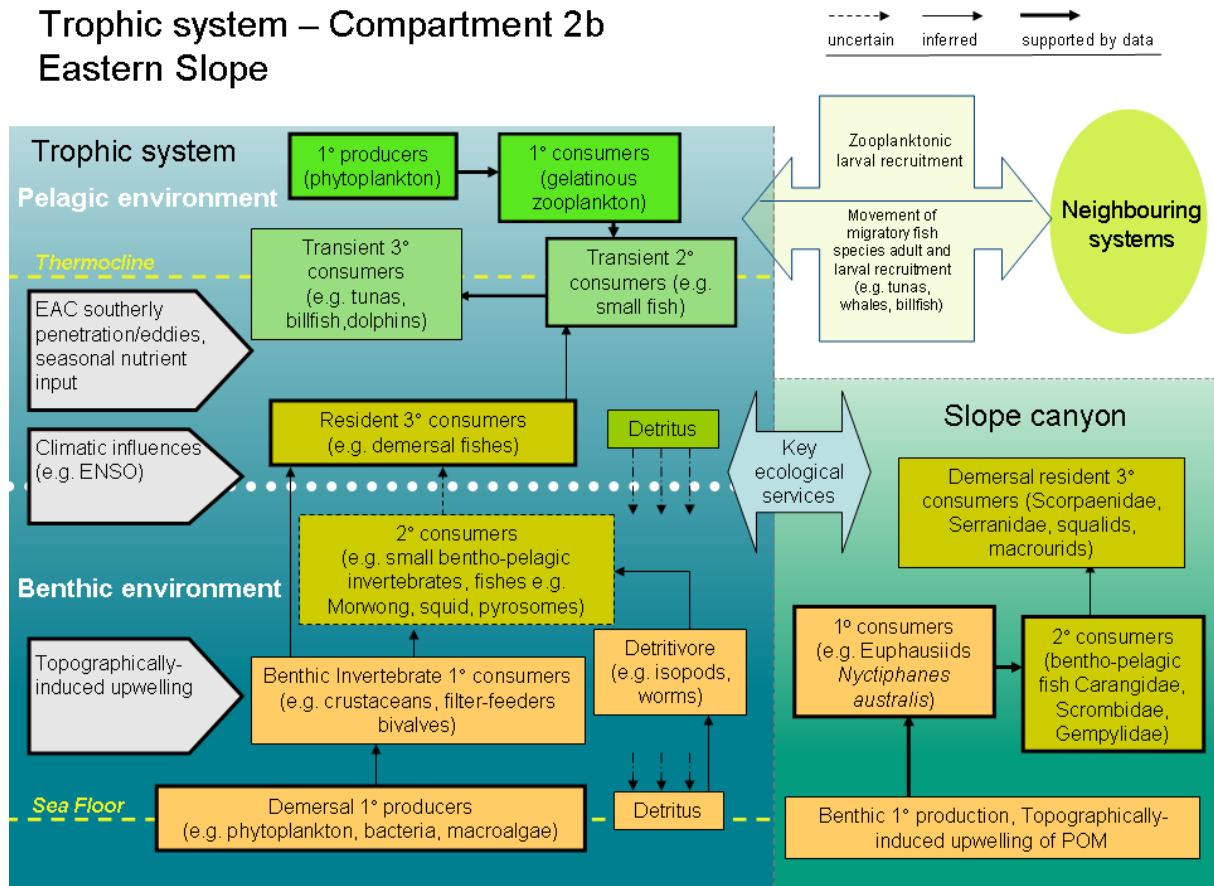 Trophic system – Compartment 2b
Eastern Slope
uncertain
inferred
supported by data
Trophic system
Pelagic environment
1° producers
(phytoplankton)
1° consumers
(gelatinous
zooplankton)
Thermocline
Transient 3°
consumers
(e.g. tunas,
billfish,dolphins)
Transient 2°
consumers (e.g.
small fish)
EAC southerly
penetration/eddies,
seasonal nutrient
input
Climatic influences
(e.g. ENSO)
Resident 3° consumers
(e.g. demersal fishes)
Detritus
Benthic environment
2° consumers
(e.g. small bentho-pelagic
invertebrates, fishes e.g.
Morwong, squid, pyrosomes)
Topographically-
induced upwelling
Benthic Invertebrate 1° consumers
(e.g. crustaceans, filter-feeders
bivalves)
Detritivore
(e.g. isopods,
worms)
Sea Floor
Demersal 1° producers
(e.g. phytoplankton, bacteria, macroalgae)
Detritus
Zooplanktonic
larval recruitment
Movement of
migratory fish
species adult and
larval recruitment
(e.g. tunas,
whales, billfish)
Neighbouring
systems
Key
ecological
services
Slope canyon
Demersal resident 3°
consumers (Scorpaenidae,
Serranidae, squalids,
macrourids)
1º consumers
(e.g. Euphausiids
Nyctiphanes
australis)
2° consumers
(bentho-pelagic
fish Carangidae,
Scrombidae,
Gempylidae)
Benthic 1° production, Topographically-
induced upwelling of POM